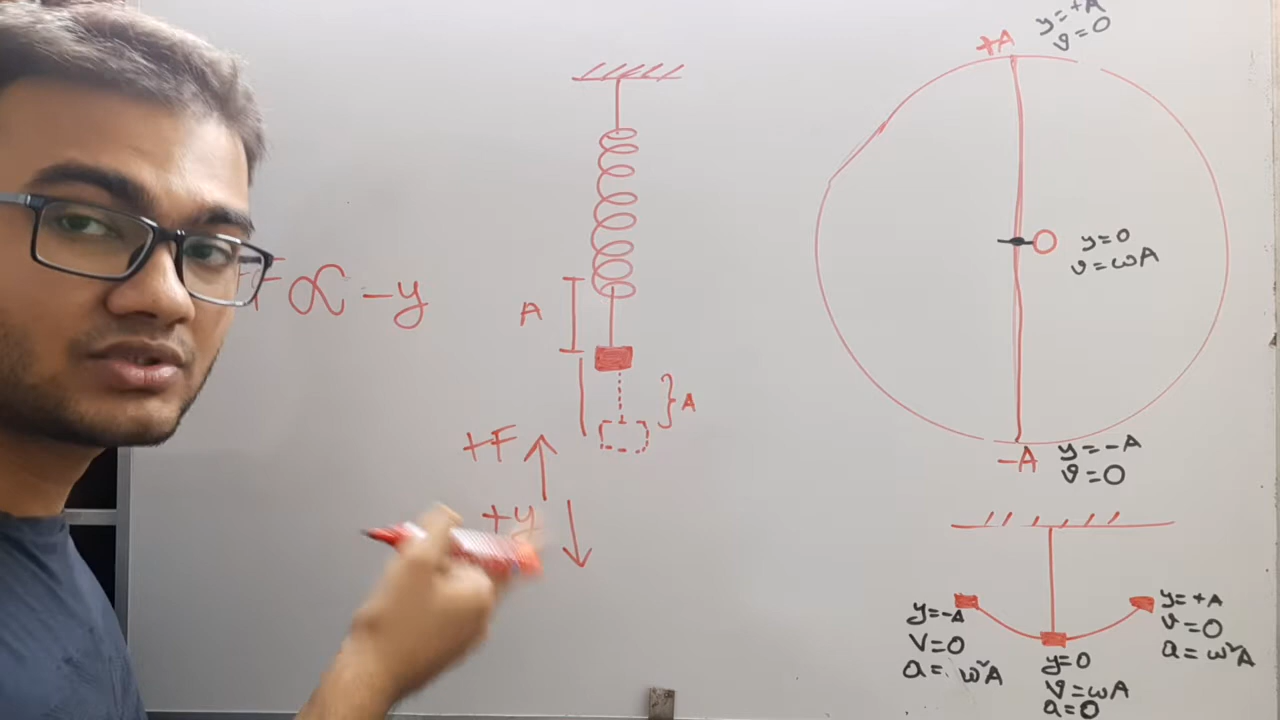 F ∝ -y
A
A
+F
+y
+A
y=+A
v=0
y=0
v=ωA
-A
y=-A
v=0
y=-A
V=0
a=ω²A
y=0
v=ωA
a=0
y=+A
v=0
a=ω²A